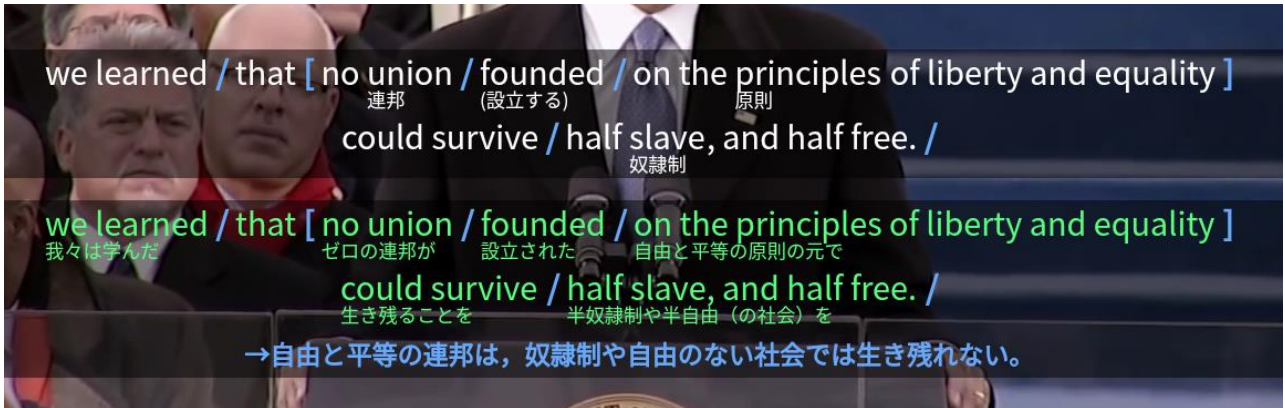 we learned / that [ no union / founded / on the principles of liberty and equality ]
連邦 (設立する) 原則
could survive / half slave, and half free. /
奴隷制
we learned / that [ no union / founded / on the principles of liberty and equality ]
我々は学んだ ゼロの連邦が 設立された 自由と平等の原則の元で
could survive / half slave, and half free. /
生き残ることを 半奴隷制や半自由（の社会）を
→自由と平等の連邦は，奴隷制や自由のない社会では生き残れない。